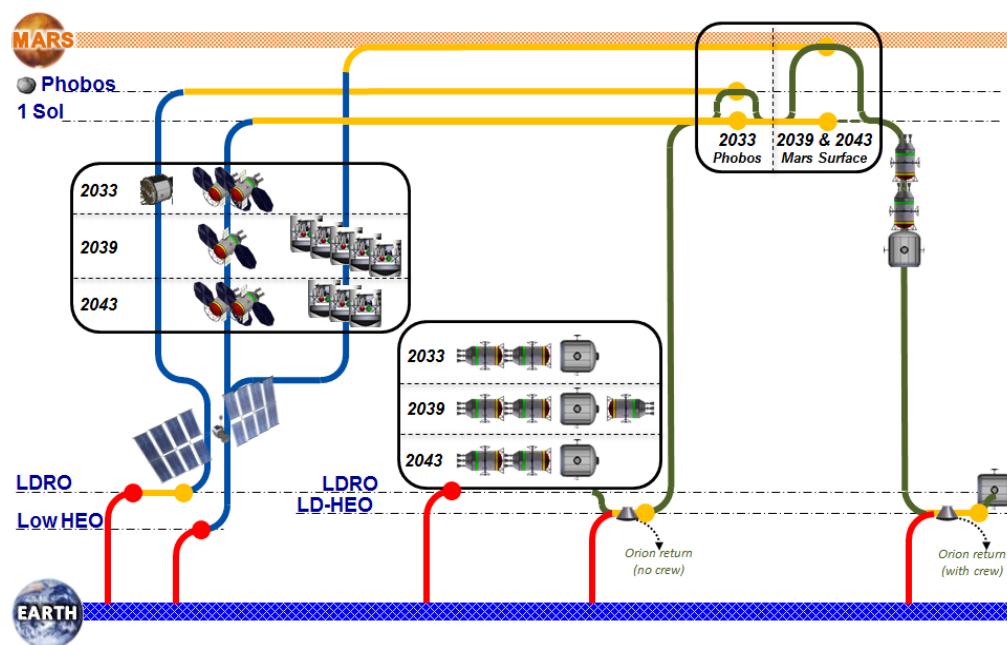 MARS
Phobos
1 Sol
2033
Phobos
2039 & 2043
Mars Surface
2033
2039
2043
2033
2039
2043
LDRO
LDRO
LD-HEO
Low HEO
Orion return
(no crew)
Orion return
(with crew)
EARTH